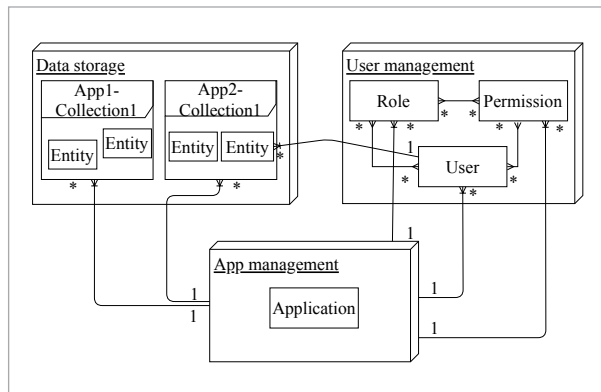 Data storage
App1-
Collection1
Entity
Entity
*
App2-
Collection1
Entity
Entity
*
*
User management
Role
Permission
*
*
*
*
*
*
1
User
*
*
*
App management
Application
1
1
1
1
1